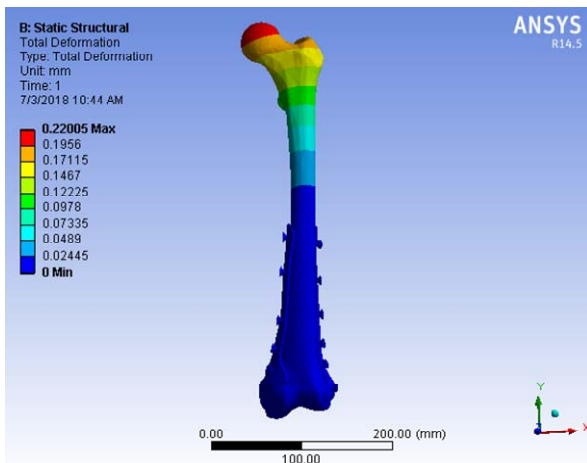 B: Static Structural
Total Deformation
Type: Total Deformation
Unit: mm
Time: 1
7/3/2018 10:44 AM
ANSYS
R14.5
0.22005 Max
0.1956
0.17115
0.1467
0.12225
0.0978
0.07335
0.0489
0.02445
0 Min
0.00
200.00 (mm)
100.00
Y
X